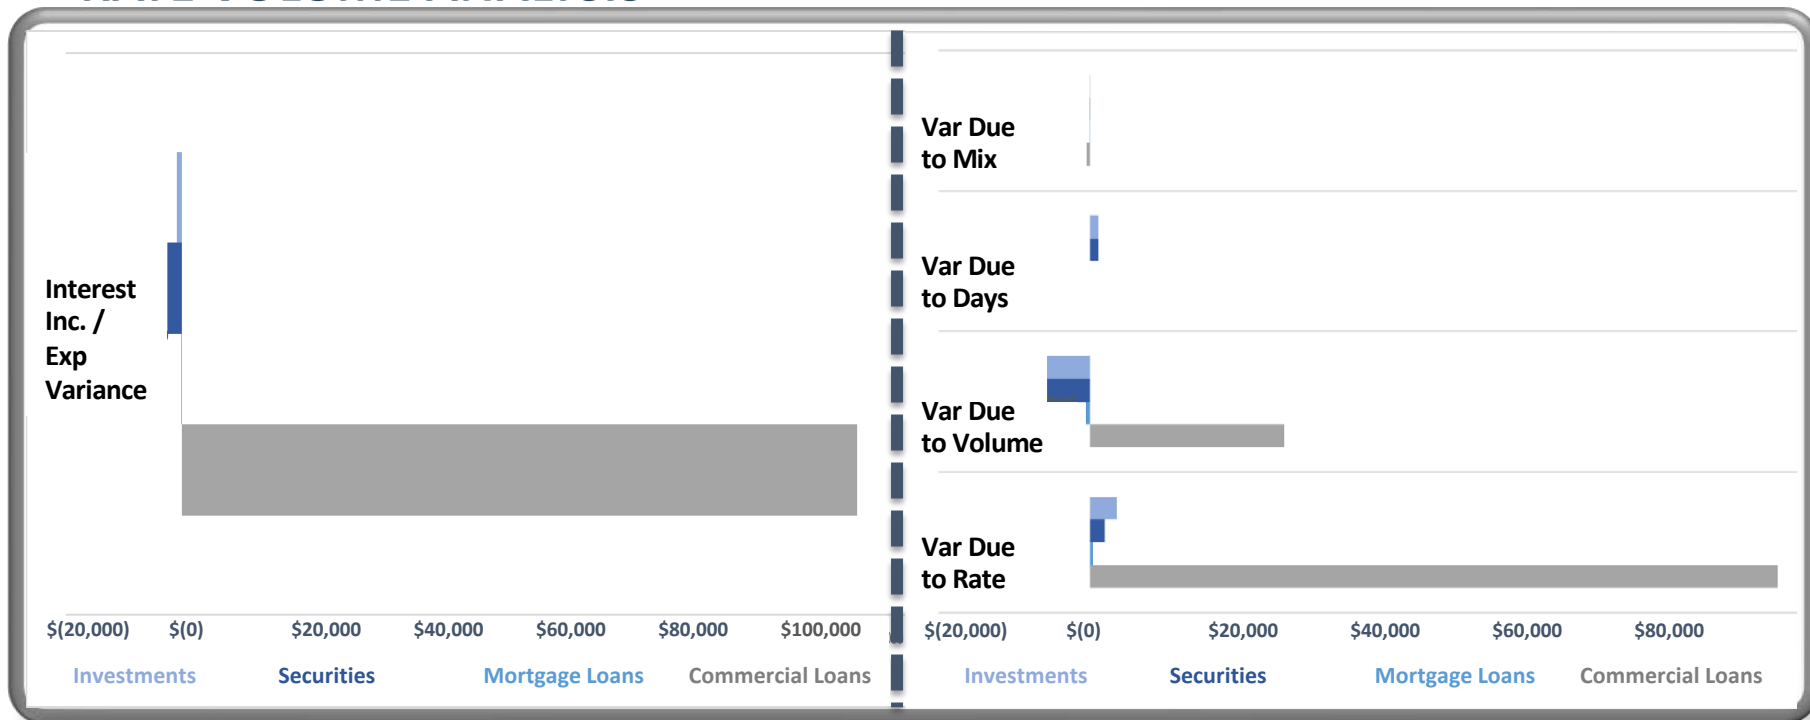 Interest
Inc. /
Exp
Variance
$(20,000) $(0) $20,000 $40,000 $60,000 $80,000 $100,000
Investments Securities Mortgage Loans Commercial Loans
Var Due
to Mix
Var Due
to Days
Var Due
to Volume
Var Due
to Rate
$(20,000) $(0) $20,000 $40,000 $60,000 $80,000
Investments Securities Mortgage Loans Commercial Loans